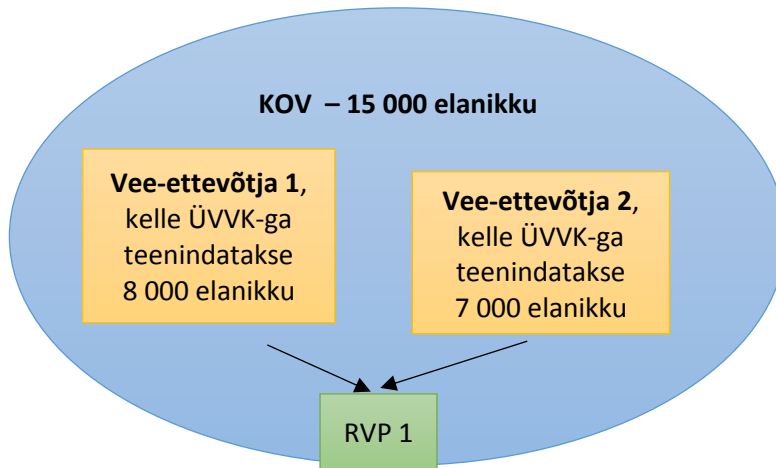 KOV – 15 000 elanikku
Vee-ettevõtja 1,
kelle ÜVVK-ga
teenindatakse
8 000 elanikku
Vee-ettevõtja 2,
kelle ÜVVK-ga
teenindatakse
7 000 elanikku
RVP 1